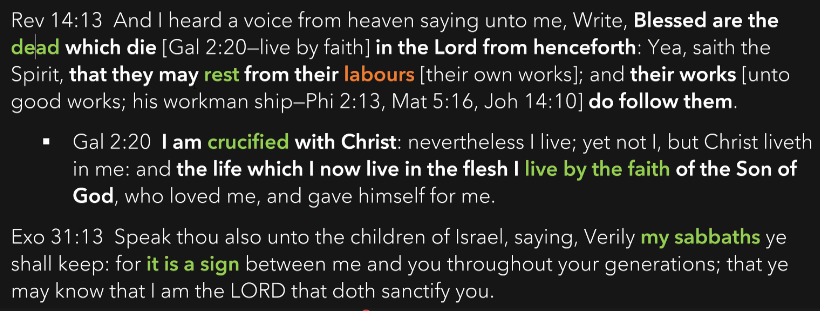 Rev 14:13  And I heard a voice from heaven saying unto me, Write, Blessed are the
dead which die [Gal 2:20—live by faith] in the Lord from henceforth: Yea, saith the
Spirit, that they may rest from their labours [their own works]; and their works [unto
good works; his workman ship—Phi 2:13, Mat 5:16, Joh 14:10] do follow them.
▪ Gal 2:20  I am crucified with Christ: nevertheless I live; yet not I, but Christ liveth
in me: and the life which I now live in the flesh I live by the faith of the Son of
God, who loved me, and gave himself for me.
Exo 31:13  Speak thou also unto the children of Israel, saying, Verily my sabbaths ye
shall keep: for it is a sign between me and you throughout your generations; that ye
may know that I am the LORD that doth sanctify you.